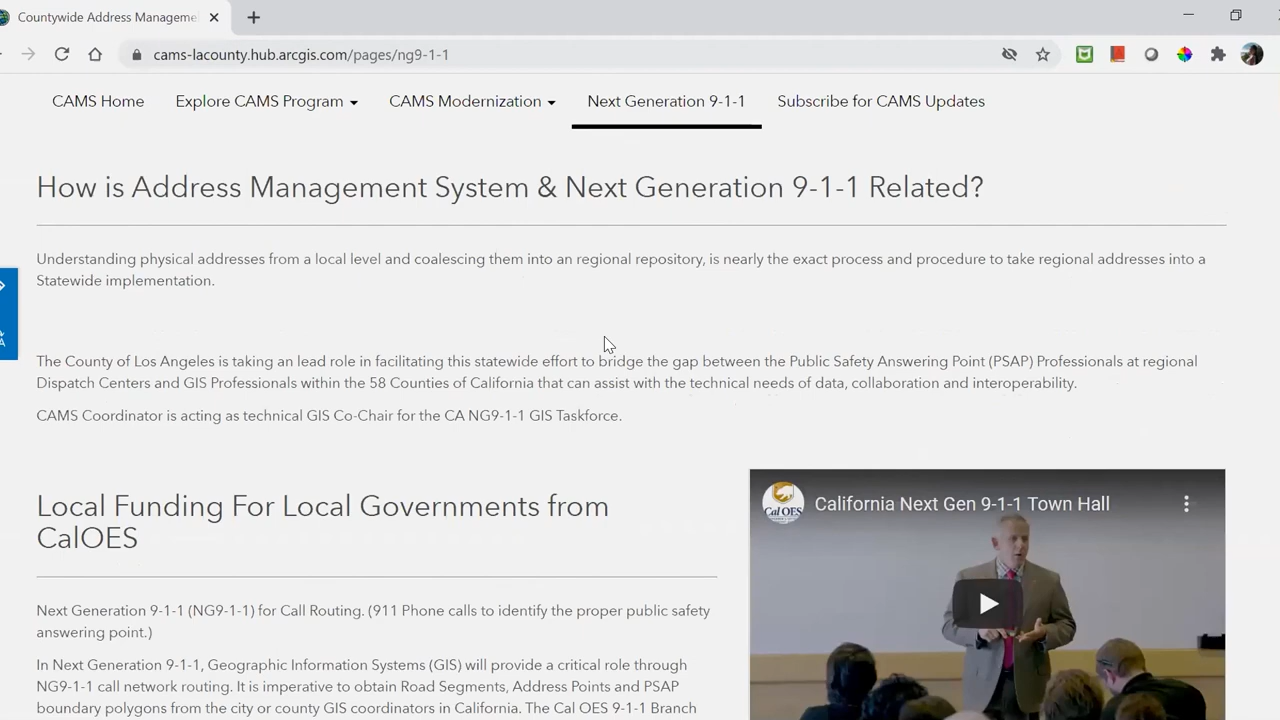 Countywide Address Manageme
cams-lacounty.hub.arcgis.com/pages/ng9-1-1
CAMS Home Explore CAMS Program CAMS Modernization Next Generation 9-1-1 Subscribe for CAMS Updates
How is Address Management System & Next Generation 9-1-1 Related?
Understanding physical addresses from a local level and coalescing them into an regional repository, is nearly the exact process and procedure to take regional addresses into a
Statewide implementation.
The County of Los Angeles is taking an lead role in facilitating this statewide effort to bridge the gap between the Public Safety Answering Point (PSAP) Professionals at regional
Dispatch Centers and GIS Professionals within the 58 Counties of California that can assist with the technical needs of data, collaboration and interoperability.
CAMS Coordinator is acting as technical GIS Co-Chair for the CA NG9-1-1 GIS Taskforce.
Local Funding For Local Governments from
CalOES
Cal OES California Next Gen 9-1-1 Town Hall
Next Generation 9-1-1 (NG9-1-1) for Call Routing. (911 Phone calls to identify the proper public safety
answering point.)
In Next Generation 9-1-1, Geographic Information Systems (GIS) will provide a critical role through
NG9-1-1 call network routing. It is imperative to obtain Road Segments, Address Points and PSAP
boundary polygons from the city or county GIS coordinators in California. The Cal OES 9-1-1 Branch